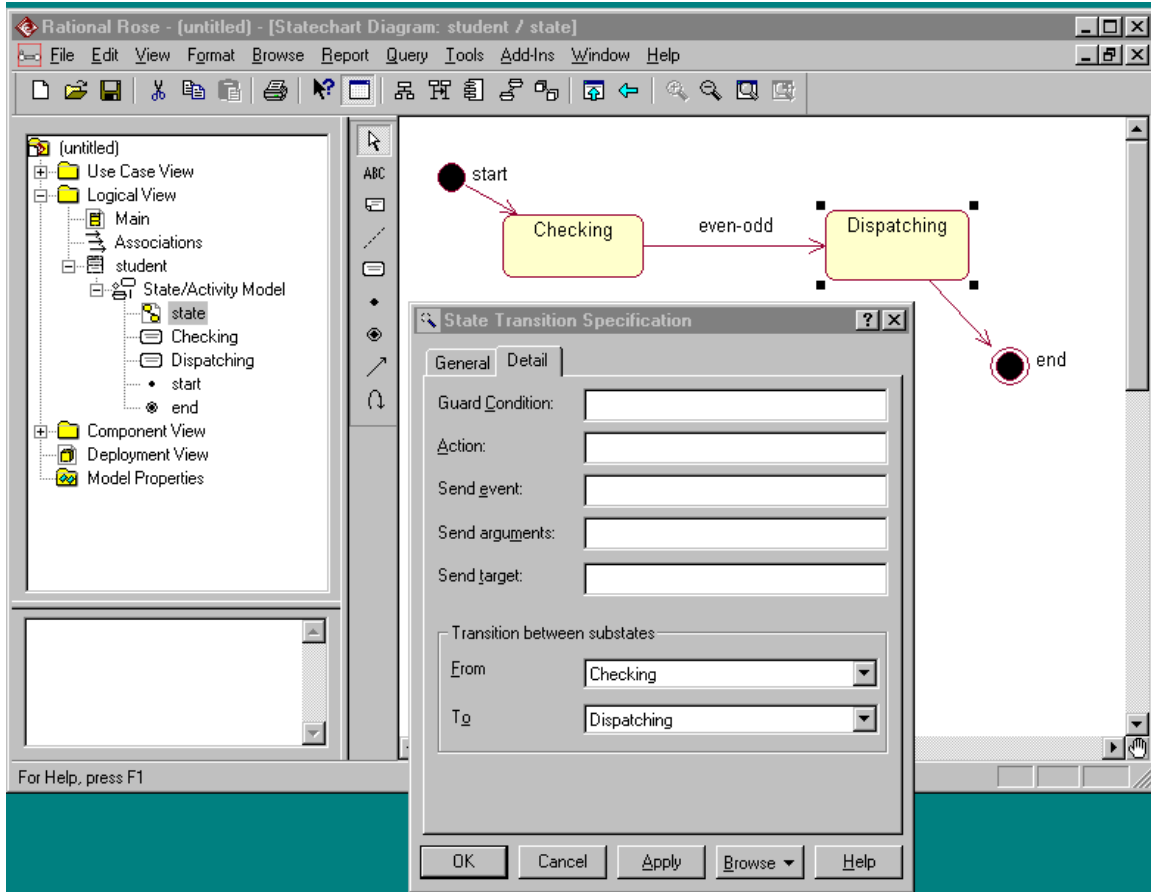 Rational Rose - (untitled) - [Statechart Diagram: student / state]
File Edit View Format Browse Report Query Tools Add-Ins Window Help
(untitled)
Use Case View
Logical View
Main
Associations
student
State/Activity Model
state
Checking
Dispatching
start
end
Component View
Deployment View
Model Properties
ABC
start
Checking
even-odd
Dispatching
end
State Transition Specification
General Detail
Guard Condition:
Action:
Send event:
Send arguments:
Send target:
Transition between substates
From Checking
To Dispatching
OK Cancel Apply Browse Help
For Help, press F1